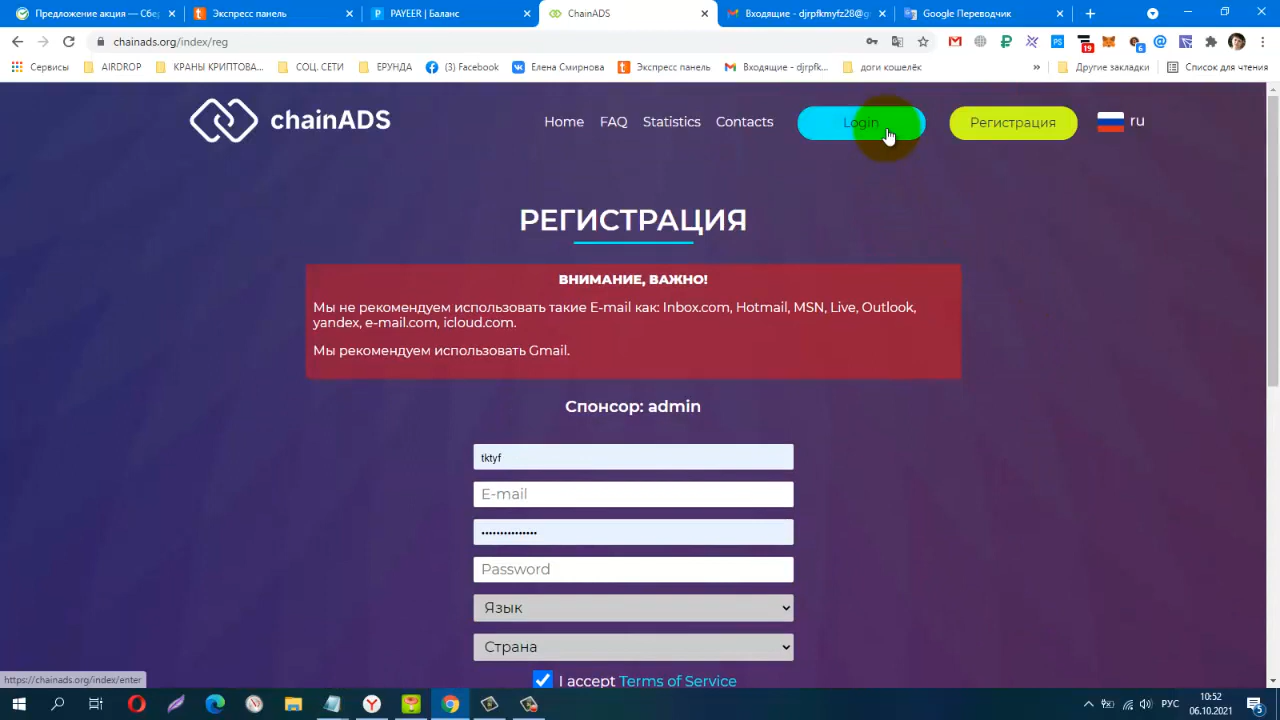 Предложение акция — Сбе
Экспресс панель
PAYEER | Баланс
ChainADS
Входящие - djrpfkmyfz28@g
Google Переводчик
chainads.org/index/reg
19
6
Сервисы
AIRDROP
КРАНЫ КРИПТОВА...
СОЦ. СЕТИ
ЕРУНДА
(3) Facebook
Елена Смирнова
Экспресс панель
Входящие - djrpfk...
доги кошелёк
»
Другие закладки
Список для чтения
chainADS
Home
FAQ
Statistics
Contacts
Login
Регистрация
ru
РЕГИСТРАЦИЯ
ВНИМАНИЕ, ВАЖНО!
Мы не рекомендуем использовать такие E-mail как: Inbox.com, Hotmail, MSN, Live, Outlook,
yandex, e-mail.com, icloud.com.
Мы рекомендуем использовать Gmail.
Спонсор: admin
tktyf
E-mail
•••••••••••••••
Password
Язык
Страна
I accept Terms of Service
https://chainads.org/index/enter
РУС
10:52
06.10.2021